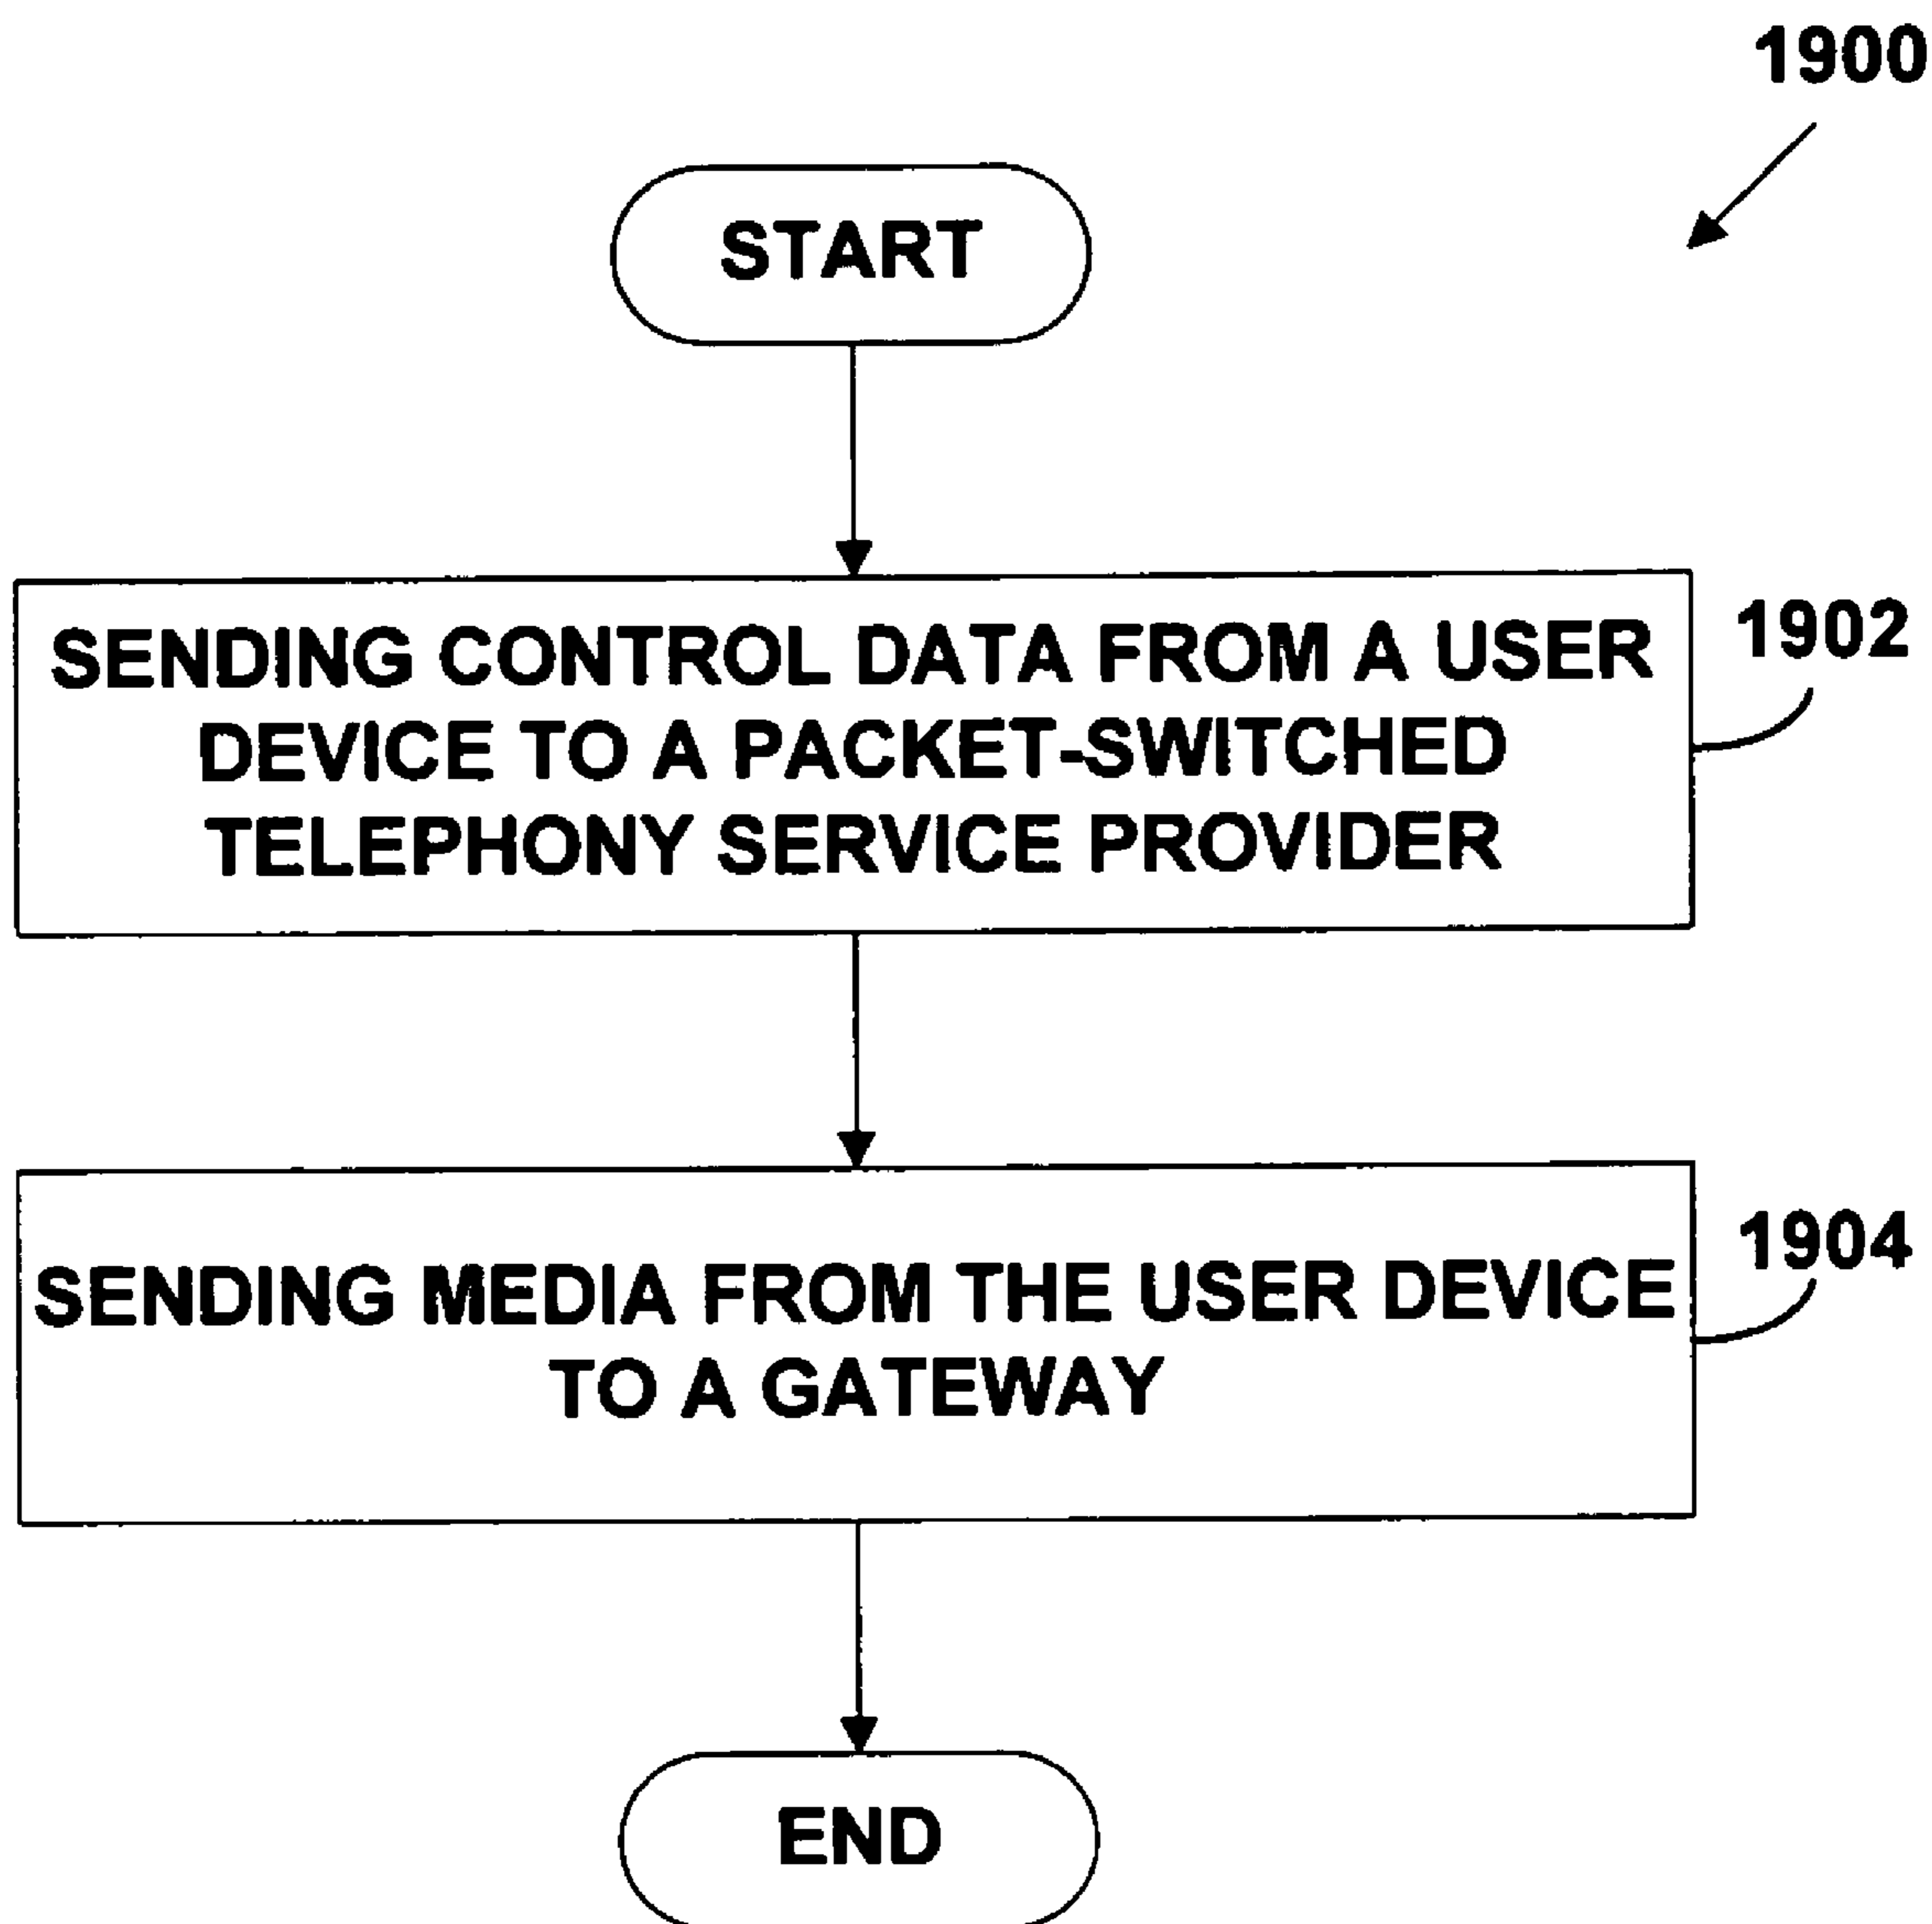 1900
START
SENDING CONTROL DATA FROM A USER
DEVICE TO A PACKET-SWITCHED
TELEPHONY SERVICE PROVIDER
1902
SENDING MEDIA FROM THE USER DEVICE
TO A GATEWAY
1904
END